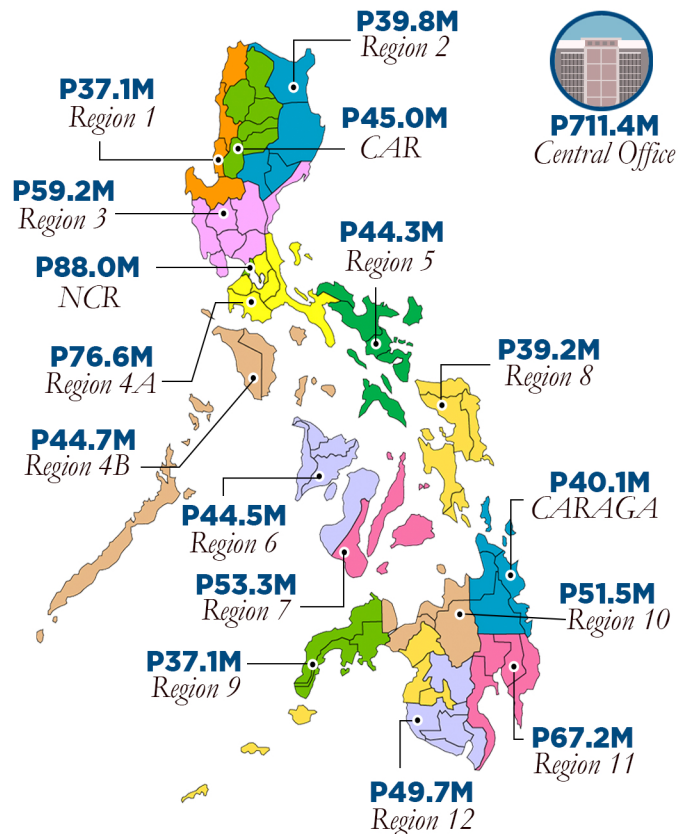 P39.8M
Region 2
P37.1M
Region 1
P45.0M
CAR
P711.4M
Central Office
P59.2M
Region 3
P44.3M
Region 5
P88.0M
NCR
P76.6M
Region 4A
P39.2M
Region 8
P44.7M
Region 4B
P44.5M
Region 6
P40.1M
CARAGA
P53.3M
Region 7
P51.5M
Region 10
P37.1M
Region 9
P67.2M
Region 11
P49.7M
Region 12